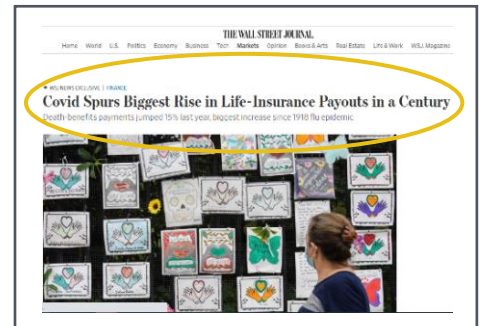 THE WALL STREET JOURNAL.
Home World U.S. Politics Economy Business Tech Markets Opinion Books & Arts Real Estate Life & Work WSJ. Magazine
WSJ NEWS EXCLUSIVE | FINANCE
Covid Spurs Biggest Rise in Life-Insurance Payouts in a Century
Death-benefits payments jumped 15% last year, biggest increase since 1918 flu epidemic